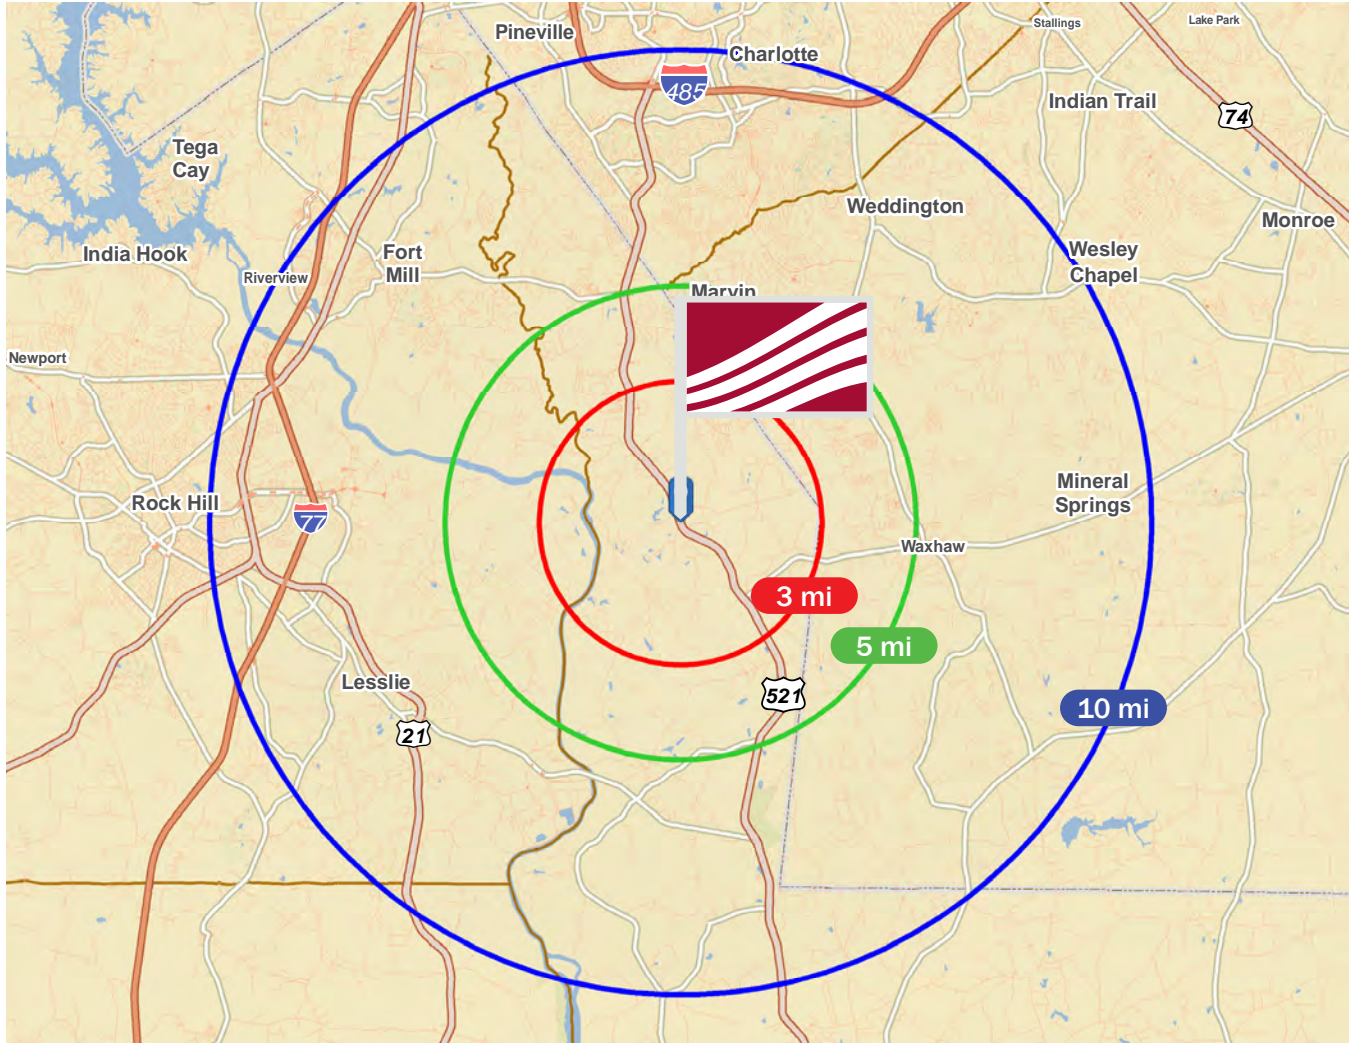 Pineville
Charlotte
Stallings
Lake Park
485
Indian Trail
74
Tega
Cay
Weddington
Monroe
India Hook
Fort
Mill
Riverview
Wesley
Chapel
Marvin
Newport
Rock Hill
77
Mineral
Springs
Waxhaw
3 mi
5 mi
Lesslie
521
10 mi
21